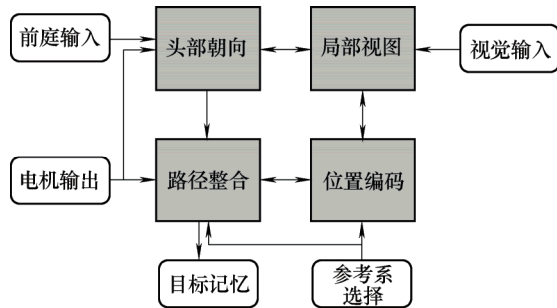 前庭输入
头部朝向
局部视图
视觉输入
电机输出
路径整合
位置编码
目标记忆
参考系
选择